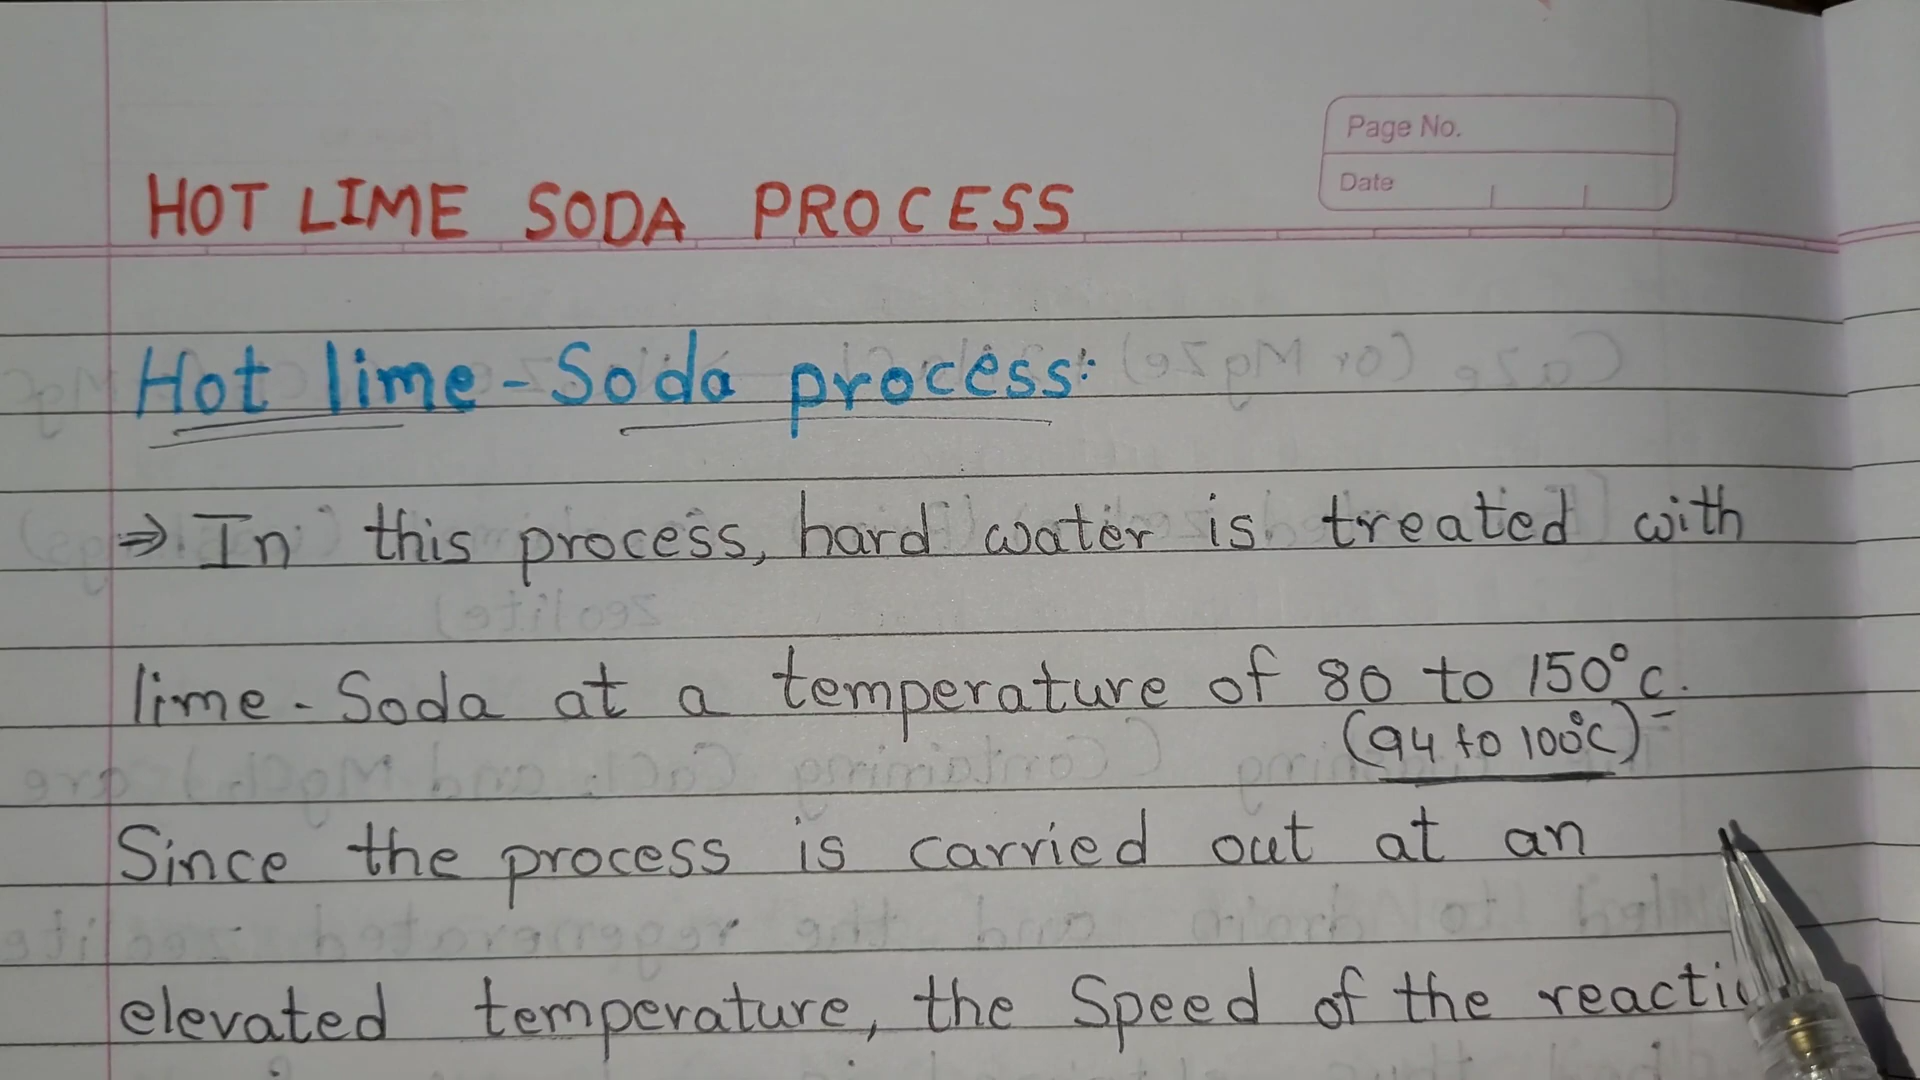 Page No.
Date
HOT LIME SODA PROCESS
Hot lime-Soda process:
⇒ In this process, hard water is treated with
lime-Soda at a temperature of 80 to 150°c.
(94 to 100°C)
Since the process is carried out at an
elevated temperature, the Speed of the reacti